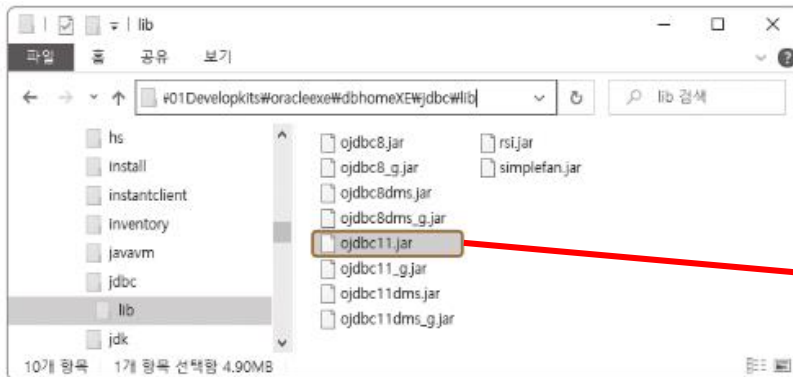 lib
파일 홈 공유 보기
₩01Developkits₩oracleexe₩dbhomeXE₩jdbc₩lib
lib 검색
hs
install
instantclient
inventory
javavm
jdbc
lib
jdk
ojdbc8.jar
ojdbc8_g.jar
ojdbc8dms.jar
ojdbc8dms_g.jar
ojdbc11.jar
ojdbc11_g.jar
ojdbc11dms.jar
ojdbc11dms_g.jar
rsi.jar
simplefan.jar
10개 항목 1개 항목 선택함 4.90MB